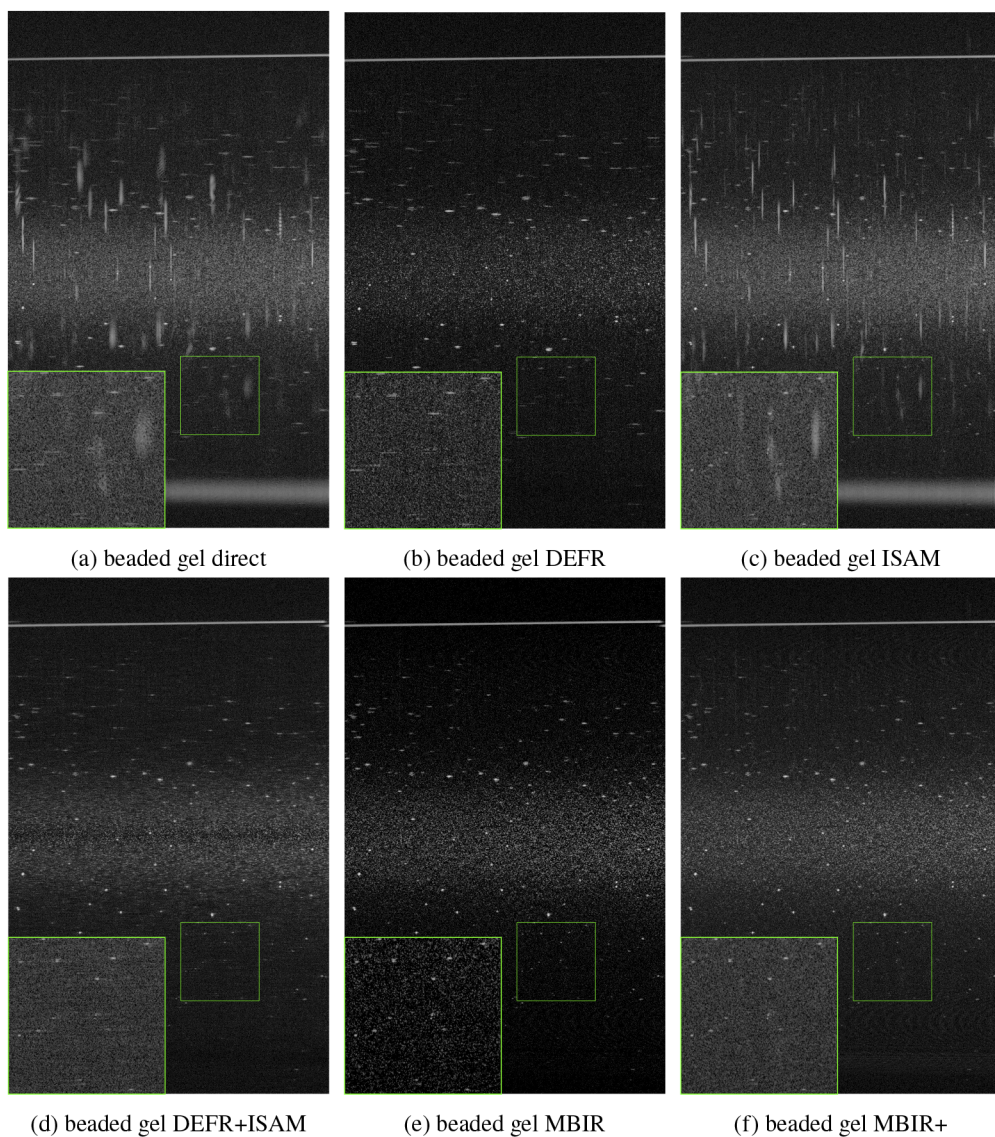 (a) beaded gel direct
(b) beaded gel DEFR
(c) beaded gel ISAM
(d) beaded gel DEFR+ISAM
(e) beaded gel MBIR
(f) beaded gel MBIR+